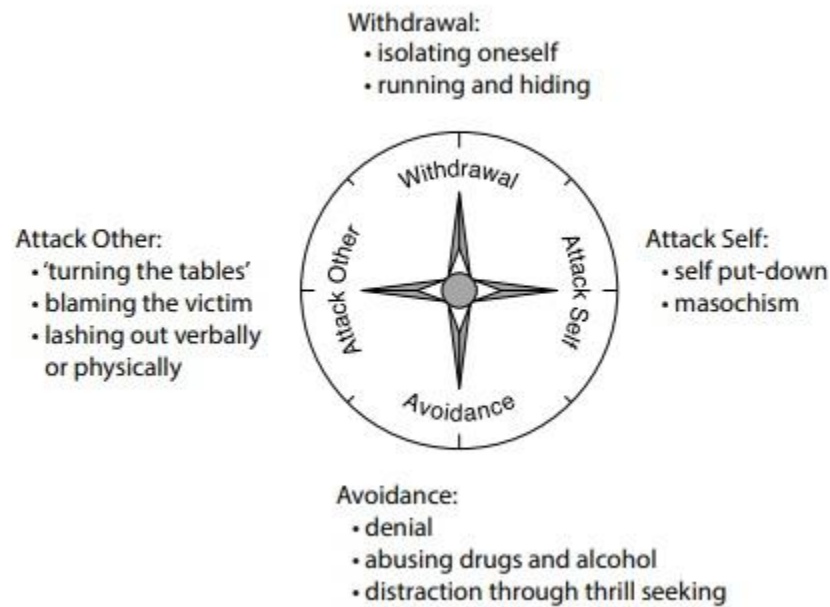 Withdrawal:
• isolating oneself
• running and hiding
Withdrawal
Attack Other:
• ‘turning the tables’
• blaming the victim
• lashing out verbally
or physically
Attack Other
Attack Self
Attack Self:
• self put-down
• masochism
Avoidance
Avoidance:
• denial
• abusing drugs and alcohol
• distraction through thrill seeking